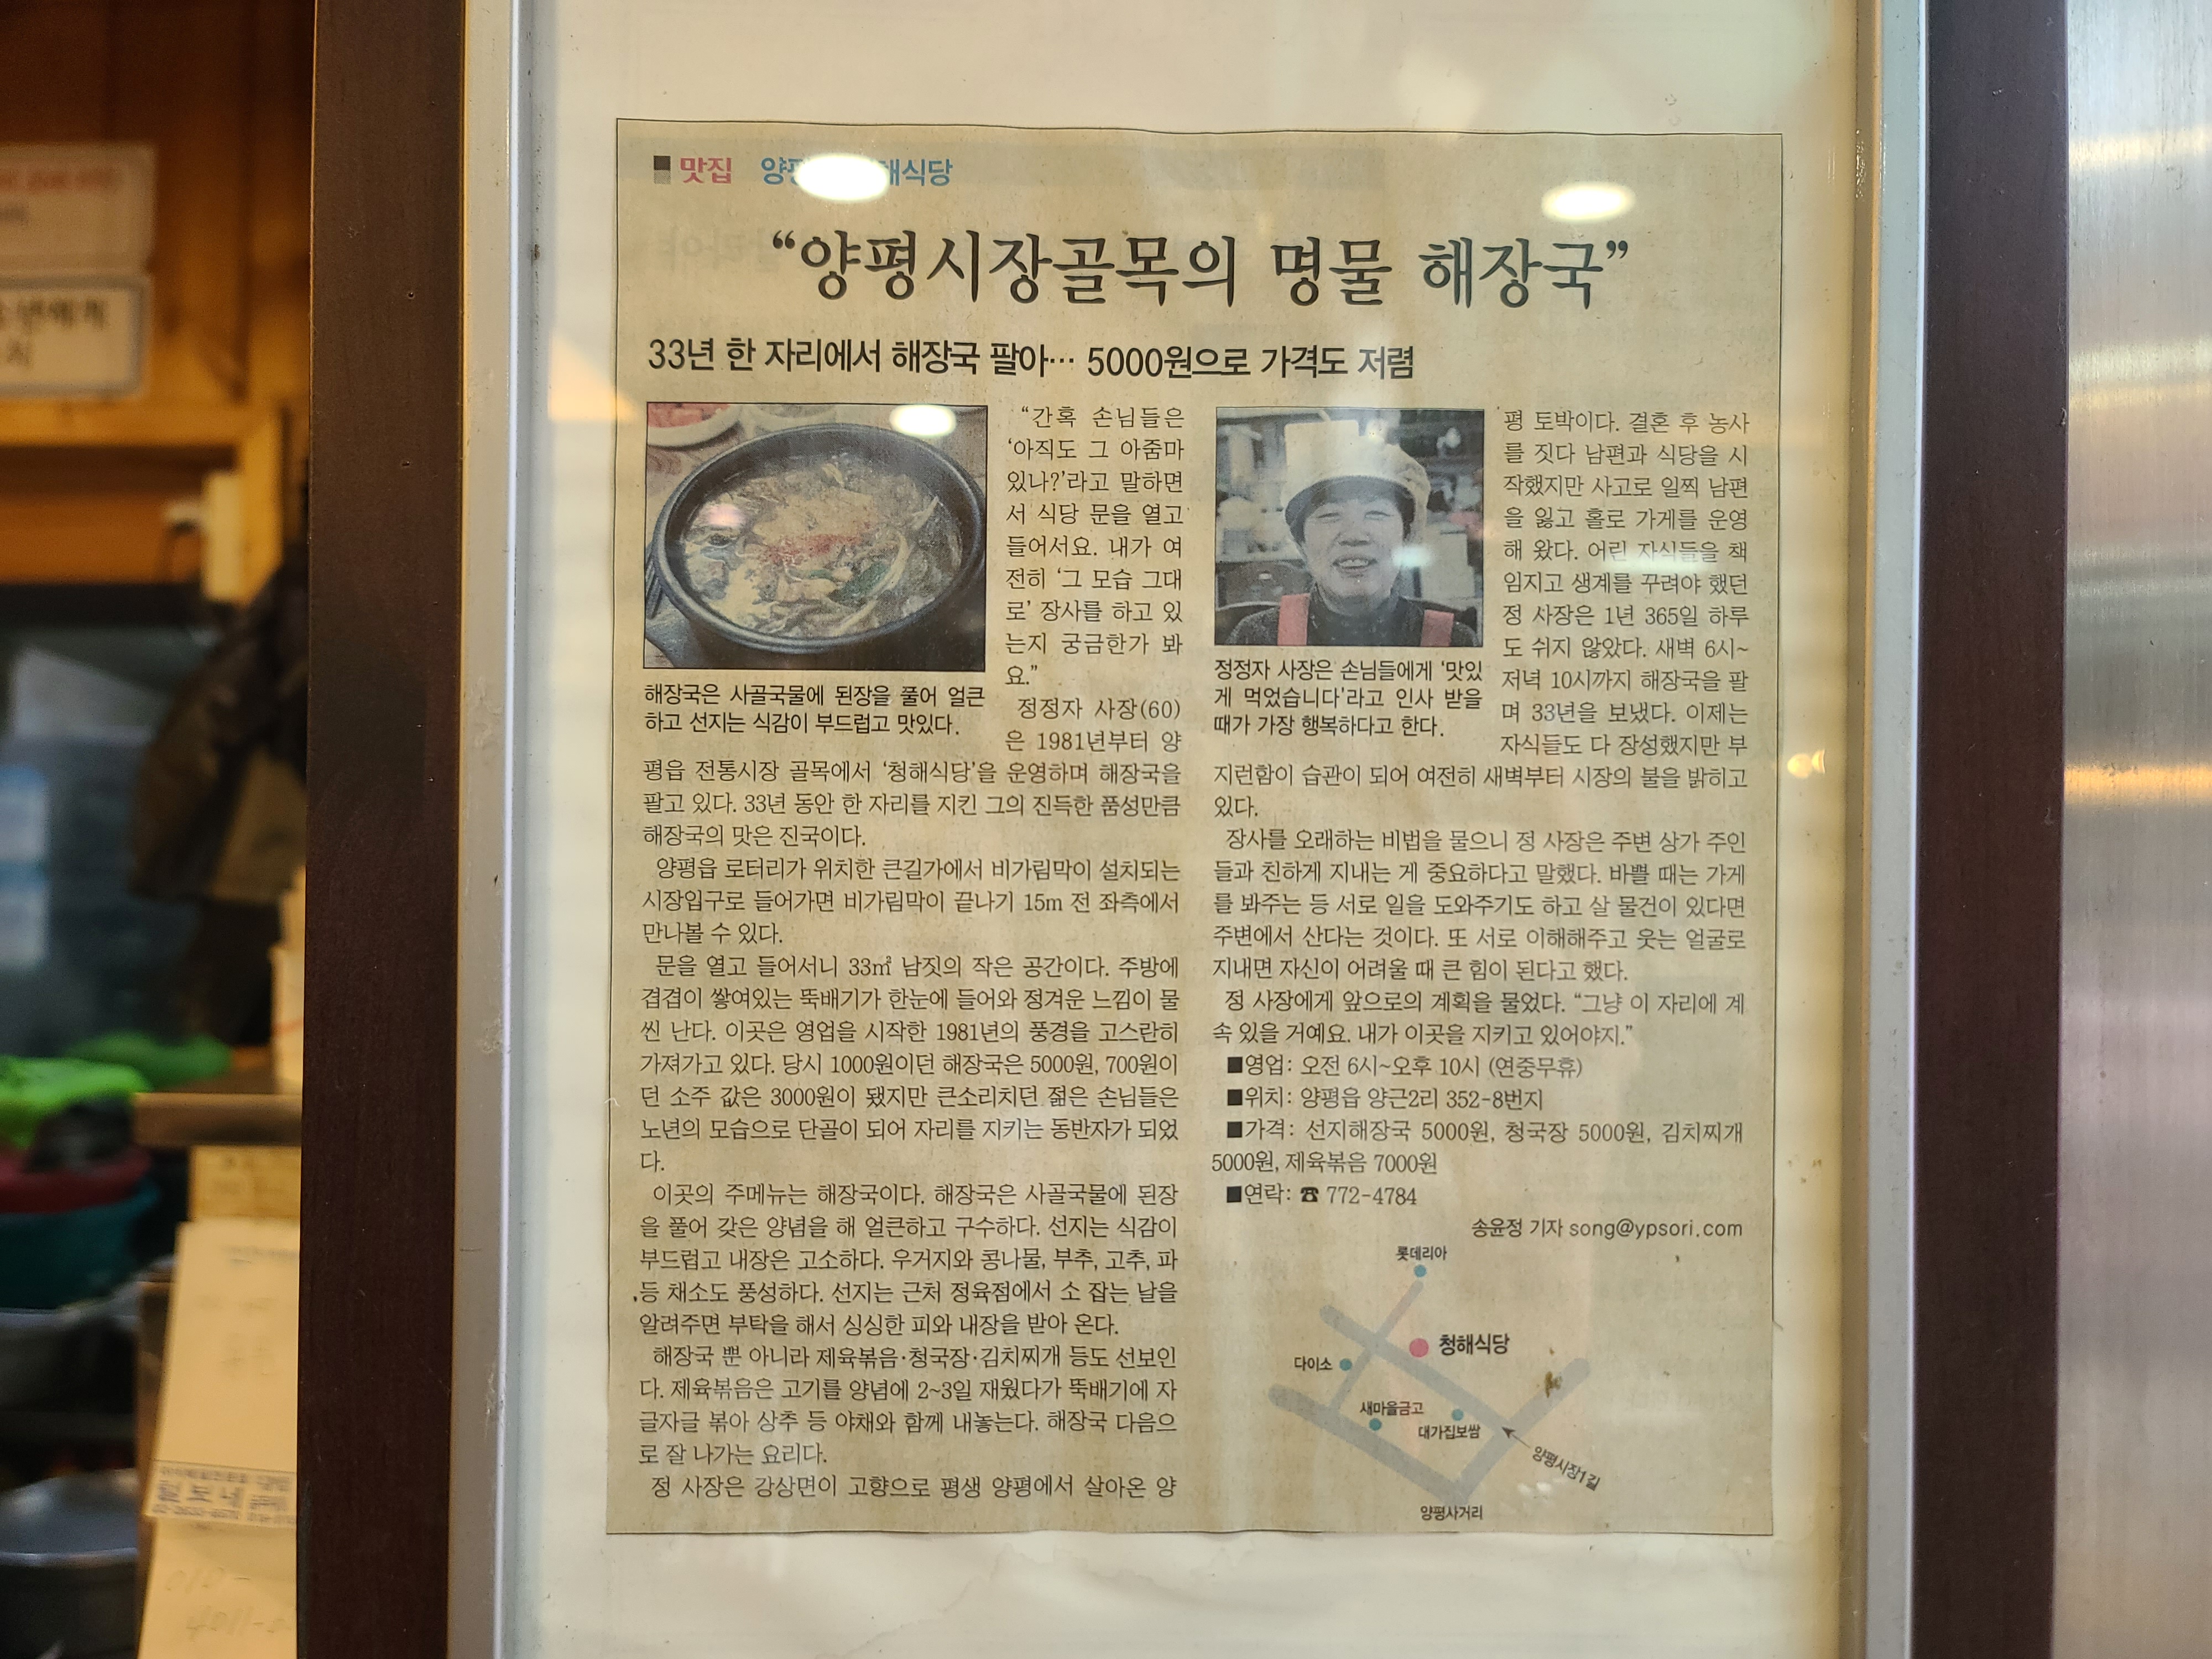 맛집
식당
“양평시장골목의 명물 해장국”
33년 한 자리에서 해장국 팔아… 5000원으로 가격도 저렴
해장국은 사골국물에 된장을 풀어 얼큰
하고 선지는 식감이 부드럽고 맛있다.
“간혹 손님들은
‘아직도 그 아줌마
있나?’라고 말하면
서 식당 문을 열고
들어서요. 내가 여
전히 ‘그 모습 그대
로’ 장사를 하고 있
는지 궁금한가 봐
요.”
정정자 사장(60)
은 1981년부터 양
평읍 전통시장 골목에서 ‘청해식당’을 운영하며 해장국을
팔고 있다. 33년 동안 한 자리를 지킨 그의 진득한 품성만큼
해장국의 맛은 진국이다.
양평읍 로터리가 위치한 큰길가에서 비가림막이 설치되는
시장입구로 들어가면 비가림막이 끝나기 15m 전 좌측에서
만나볼 수 있다.
문을 열고 들어서니 33㎡ 남짓의 작은 공간이다. 주방에
겹겹이 쌓여있는 뚝배기가 한눈에 들어와 정겨운 느낌이 물
씬 난다. 이곳은 영업을 시작한 1981년의 풍경을 고스란히
가져가고 있다. 당시 1000원이던 해장국은 5000원, 700원이
던 소주 값은 3000원이 됐지만 큰소리치던 젊은 손님들은
노년의 모습으로 단골이 되어 자리를 지키는 동반자가 되었
다.
이곳의 주메뉴는 해장국이다. 해장국은 사골국물에 된장
을 풀어 갖은 양념을 해 얼큰하고 구수하다. 선지는 식감이
부드럽고 내장은 고소하다. 우거지와 콩나물, 부추, 고추, 파
등 채소도 풍성하다. 선지는 근처 정육점에서 소 잡는 날을
알려주면 부탁을 해서 싱싱한 피와 내장을 받아 온다.
해장국 뿐 아니라 제육볶음·청국장·김치찌개 등도 선보인
다. 제육볶음은 고기를 양념에 2~3일 재웠다가 뚝배기에 자
글자글 볶아 상추 등 야채와 함께 내놓는다. 해장국 다음으
로 잘 나가는 요리다.
정 사장은 강상면이 고향으로 평생 양평에서 살아온 양
정정자 사장은 손님들에게 ‘맛있
게 먹었습니다’라고 인사 받을
때가 가장 행복하다고 한다.
평 토박이다. 결혼 후 농사
를 짓다 남편과 식당을 시
작했지만 사고로 일찍 남편
을 잃고 홀로 가게를 운영
해 왔다. 어린 자식들을 책
임지고 생계를 꾸려야 했던
정 사장은 1년 365일 하루
도 쉬지 않았다. 새벽 6시~
저녁 10시까지 해장국을 팔
며 33년을 보냈다. 이제는
자식들도 다 장성했지만 부
지런함이 습관이 되어 여전히 새벽부터 시장의 불을 밝히고
있다.
장사를 오래하는 비법을 물으니 정 사장은 주변 상가 주인
들과 친하게 지내는 게 중요하다고 말했다. 바쁠 때는 가게
를 봐주는 등 서로 일을 도와주기도 하고 살 물건이 있다면
주변에서 산다는 것이다. 또 서로 이해해주고 웃는 얼굴로
지내면 자신이 어려울 때 큰 힘이 된다고 했다.
정 사장에게 앞으로의 계획을 물었다. “그냥 이 자리에 계
속 있을 거예요. 내가 이곳을 지키고 있어야지.”
■영업: 오전 6시~오후 10시 (연중무휴)
■위치: 양평읍 양근2리 352-8번지
■가격: 선지해장국 5000원, 청국장 5000원, 김치찌개
5000원, 제육볶음 7000원
■연락: ☎ 772-4784
송윤정 기자 song@ypsori.com
롯데리아
청해식당
다이소
새마을금고
대가집보쌈
양평시장1길
양평사거리